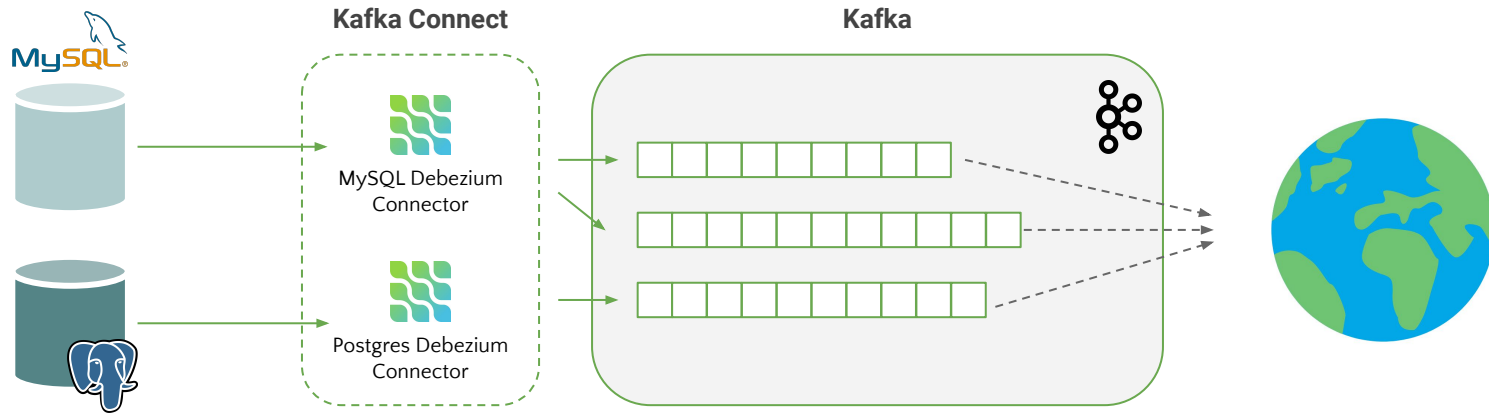 Kafka Connect
Kafka
MySQL®
MySQL Debezium
Connector
Postgres Debezium
Connector